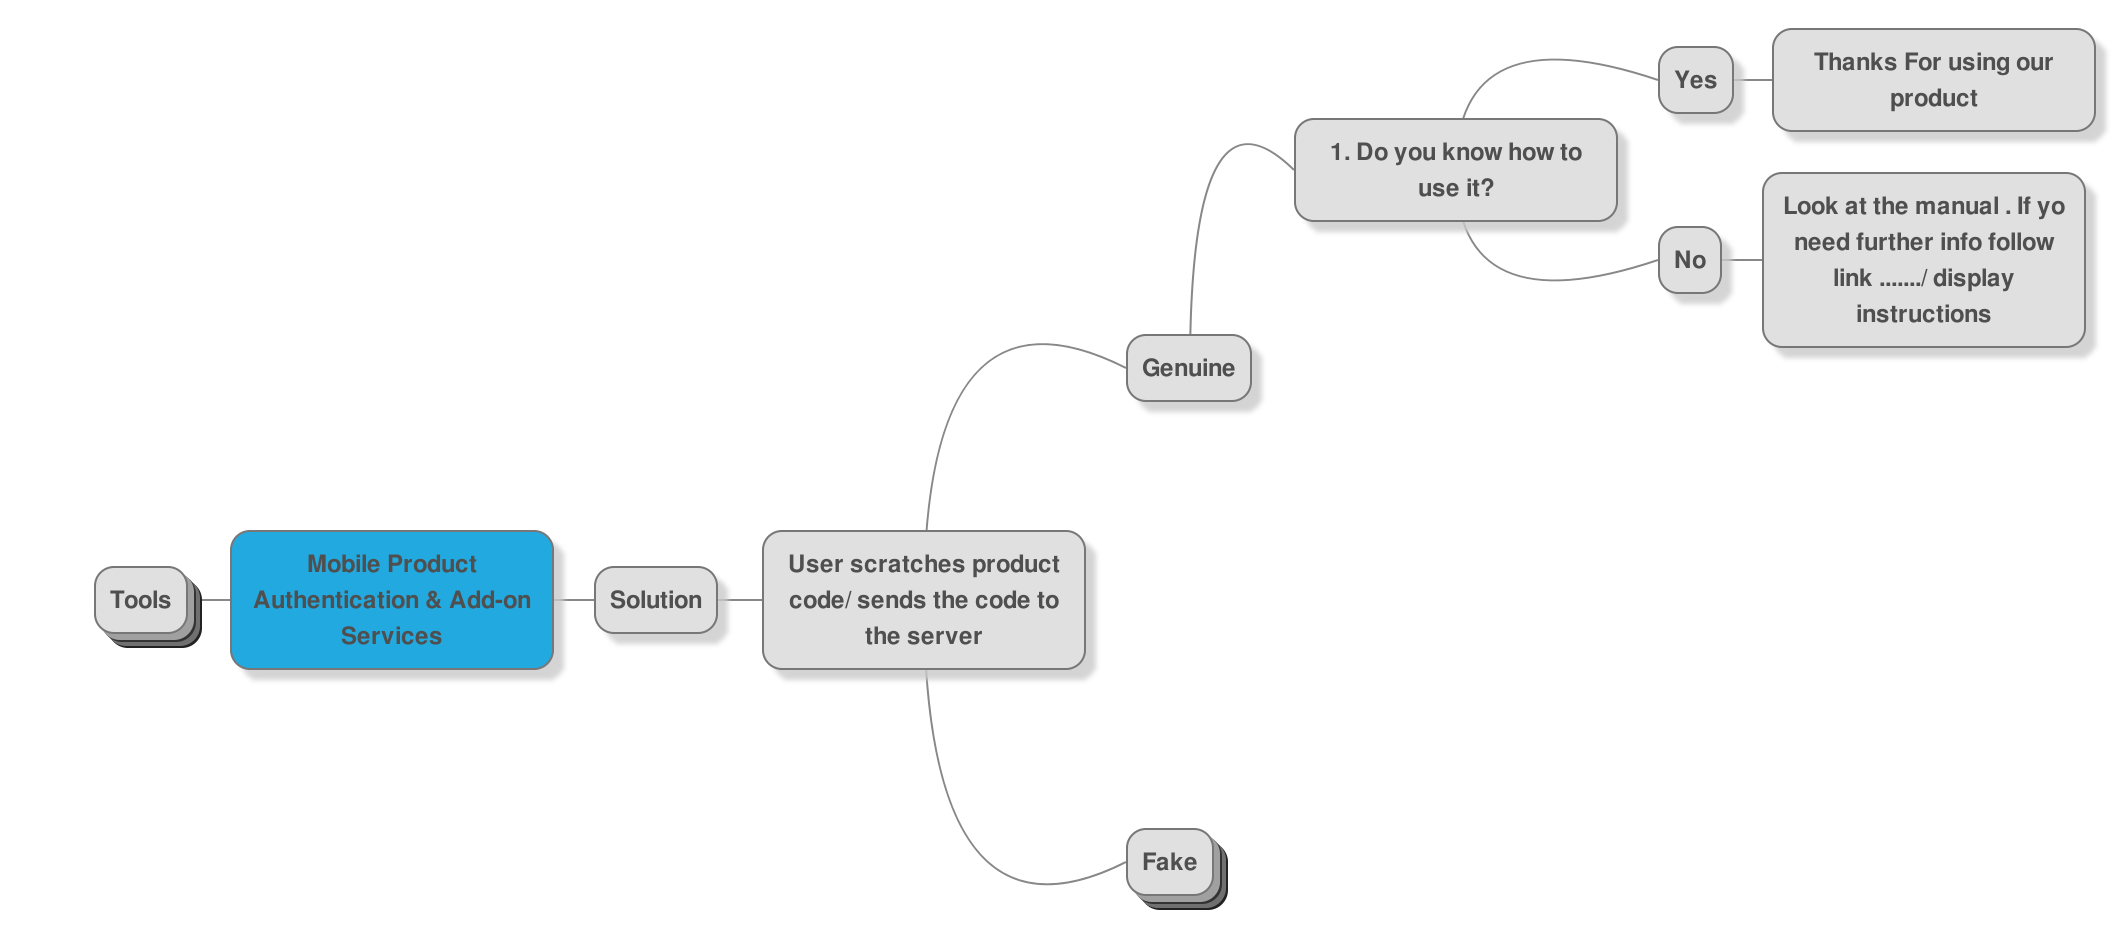 Tools
Mobile Product
Authentication & Add-on
Services
Solution
User scratches product
code/ sends the code to
the server
Genuine
1. Do you know how to
use it?
Yes
Thanks For using our
product
No
Look at the manual . If yo
need further info follow
link ......./ display
instructions
Fake